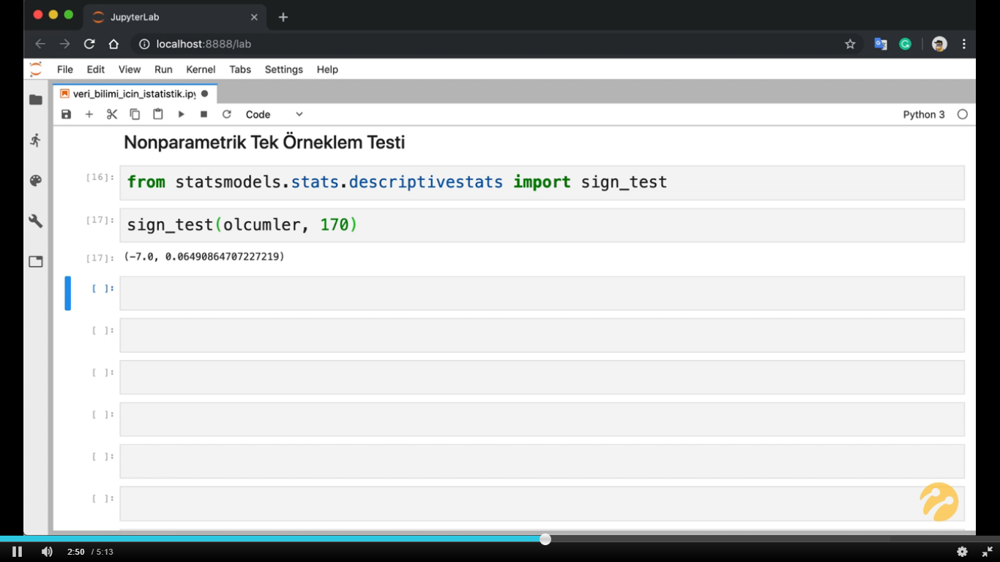 JupyterLab
localhost:8888/lab
File Edit View Run Kernel Tabs Settings Help
veri_bilimi_icin_istatistik.ipy
Code Python 3
Nonparametrik Tek Örneklem Testi
[16]: from statsmodels.stats.descriptivestats import sign_test
[17]: sign_test(olcumler, 170)
[17]: (-7.0, 0.06490864707227219)
[ ]:
[ ]:
[ ]:
[ ]:
[ ]:
[ ]:
2:50 / 5:13